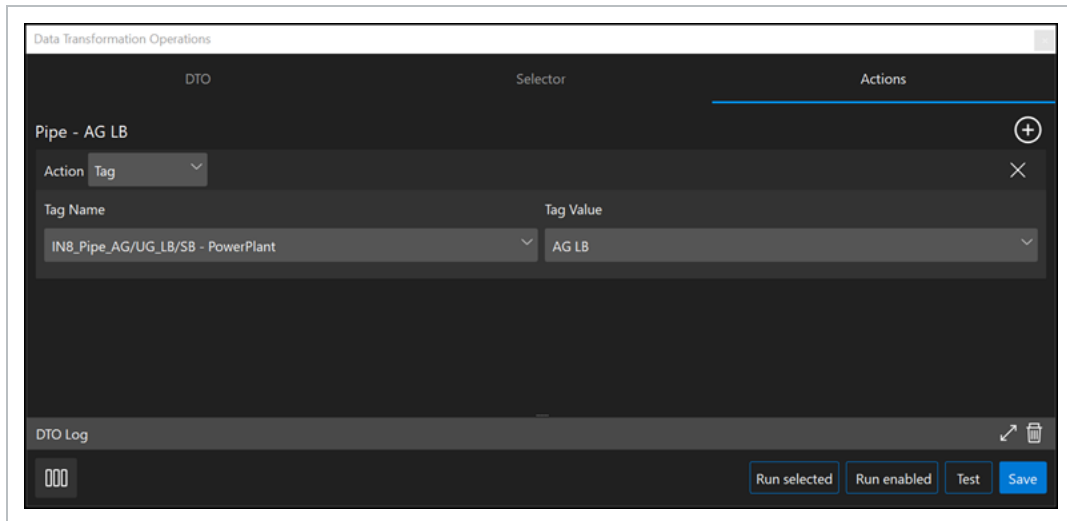 Data Transformation Operations
DTO Selector Actions
Pipe - AG LB
Action Tag
Tag Name Tag Value
IN8_Pipe_AG/UG_LB/SB - PowerPlant AG LB
DTO Log
Run selected Run enabled Test Save